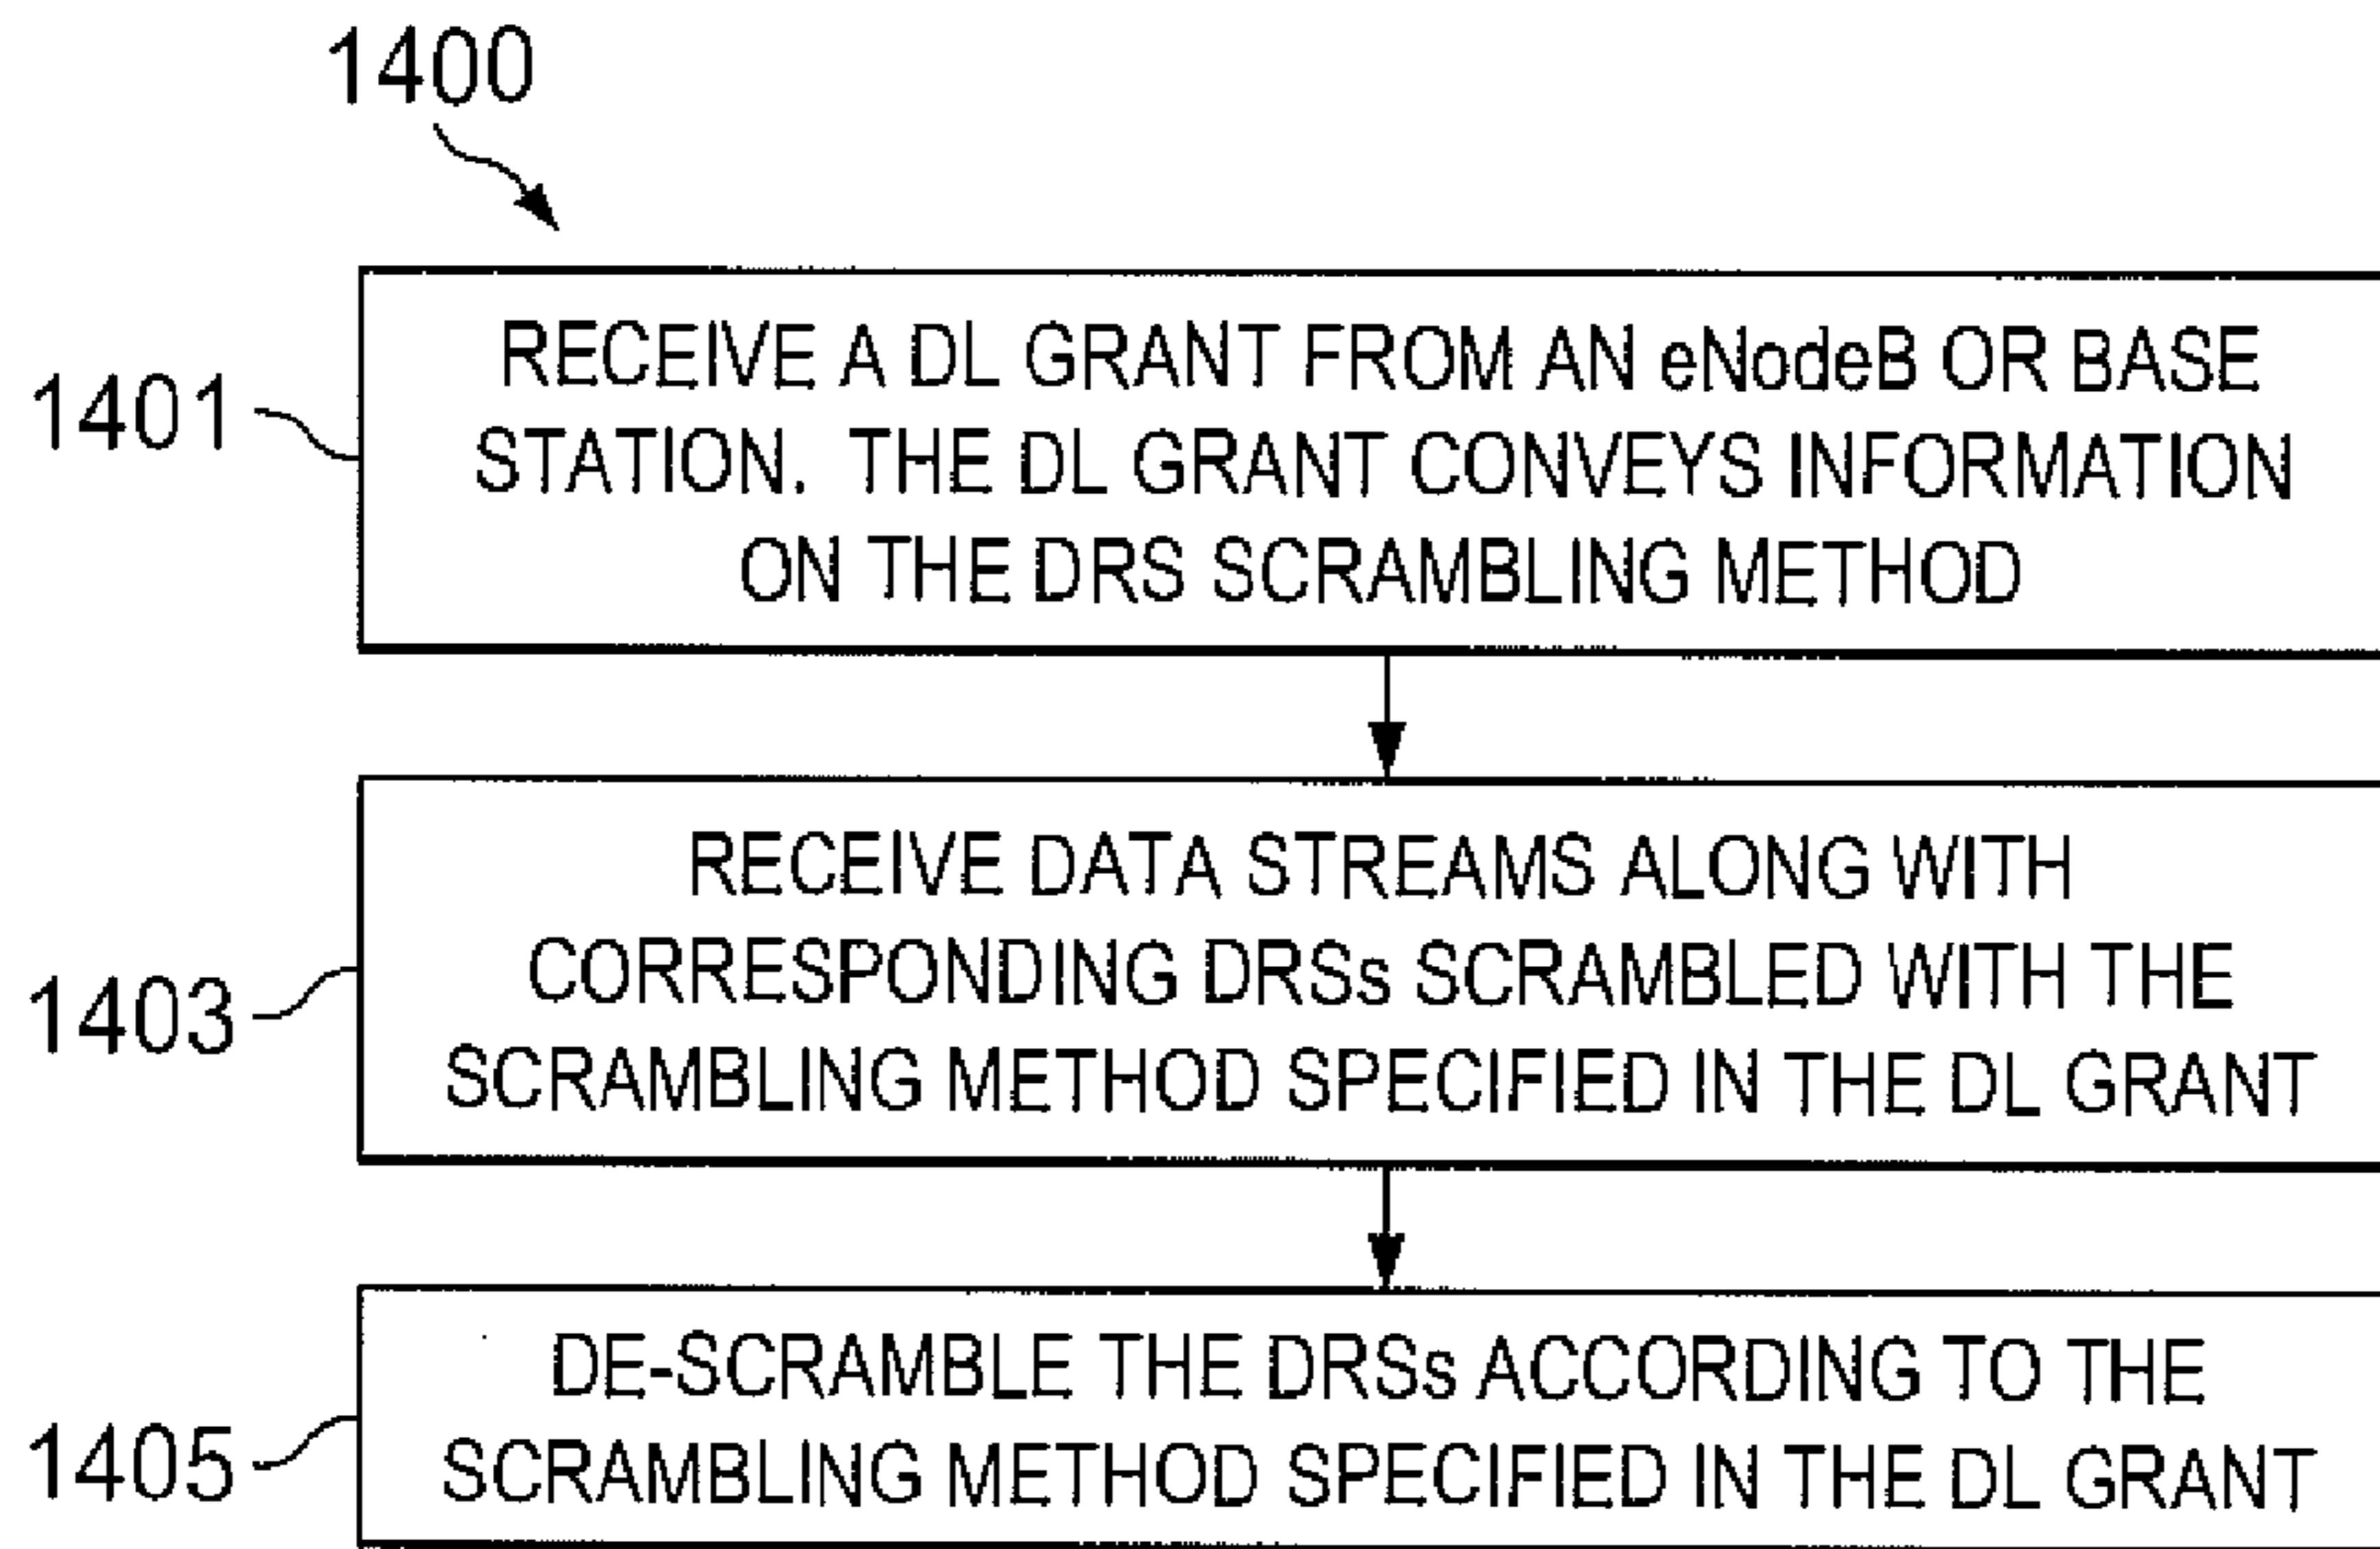 1400
1401
RECEIVE A DL GRANT FROM AN eNodeB OR BASE
STATION. THE DL GRANT CONVEYS INFORMATION
ON THE DRS SCRAMBLING METHOD
1403
RECEIVE DATA STREAMS ALONG WITH
CORRESPONDING DRSs SCRAMBLED WITH THE
SCRAMBLING METHOD SPECIFIED IN THE DL GRANT
1405
DE-SCRAMBLE THE DRSs ACCORDING TO THE
SCRAMBLING METHOD SPECIFIED IN THE DL GRANT